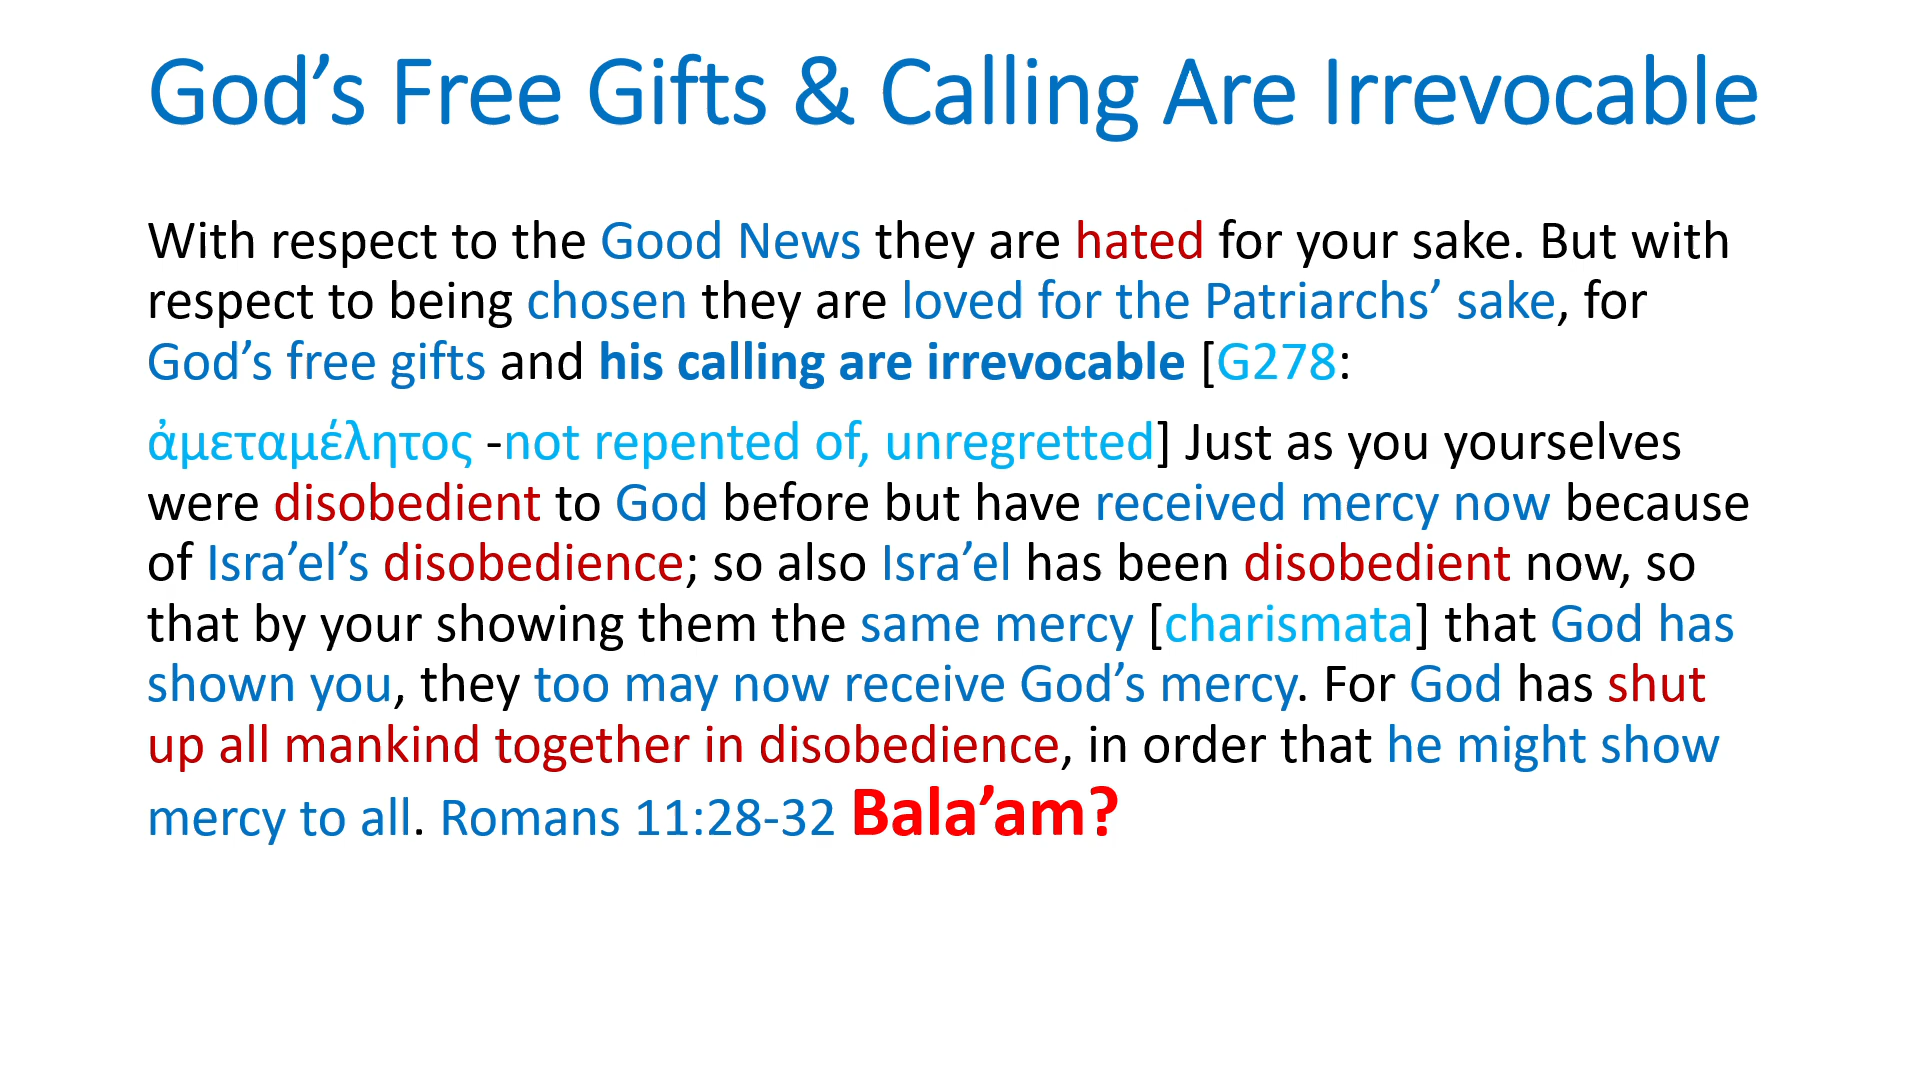 God’s Free Gifts & Calling Are Irrevocable
With respect to the Good News they are hated for your sake. But with
respect to being chosen they are loved for the Patriarchs’ sake, for
God’s free gifts and his calling are irrevocable [G278:
ἀμεταμέλητος -not repented of, unregretted] Just as you yourselves
were disobedient to God before but have received mercy now because
of Isra’el’s disobedience; so also Isra’el has been disobedient now, so
that by your showing them the same mercy [charismata] that God has
shown you, they too may now receive God’s mercy. For God has shut
up all mankind together in disobedience, in order that he might show
mercy to all. Romans 11:28-32 Bala’am?